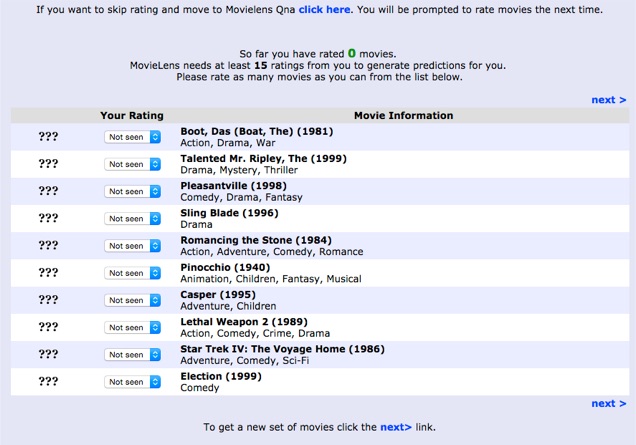 If you want to skip rating and move to Movielens Qna click here. You will be prompted to rate movies the next time.
So far you have rated 0 movies.
MovieLens needs at least 15 ratings from you to generate predictions for you.
Please rate as many movies as you can from the list below.
next >
Your Rating Movie Information
??? Not seen Boot, Das (Boat, The) (1981)
Action, Drama, War
??? Not seen Talented Mr. Ripley, The (1999)
Drama, Mystery, Thriller
??? Not seen Pleasantville (1998)
Comedy, Drama, Fantasy
??? Not seen Sling Blade (1996)
Drama
??? Not seen Romancing the Stone (1984)
Action, Adventure, Comedy, Romance
??? Not seen Pinocchio (1940)
Animation, Children, Fantasy, Musical
??? Not seen Casper (1995)
Adventure, Children
??? Not seen Lethal Weapon 2 (1989)
Action, Comedy, Crime, Drama
??? Not seen Star Trek IV: The Voyage Home (1986)
Adventure, Comedy, Sci-Fi
??? Not seen Election (1999)
Comedy
next >
To get a new set of movies click the next> link.